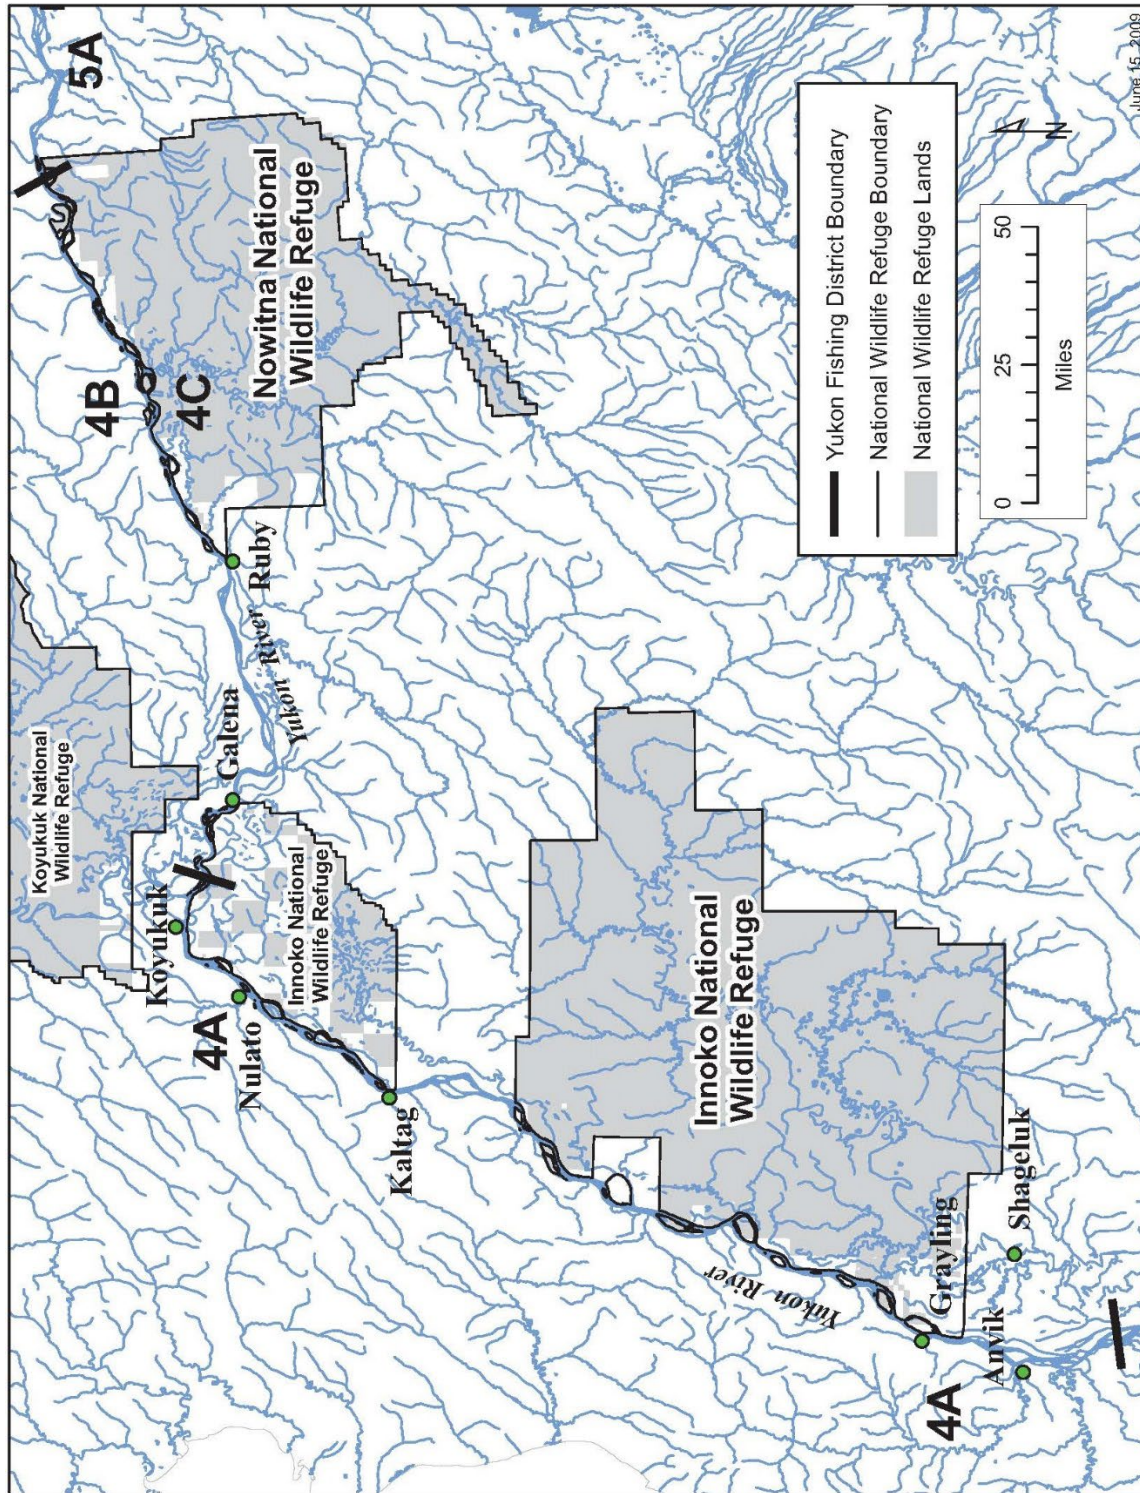 5A
4B
4C
Nowitna National
Wildlife Refuge
Koyukuk National
Wildlife Refuge
Ruby
Yukon River
Galena
Koyukuk
Innoko National
Wildlife Refuge
4A
Nulato
Kaltag
Innoko National
Wildlife Refuge
Yukon River
Grayling
Shageluk
Anvik
4A
Yukon Fishing District Boundary
National Wildlife Refuge Boundary
National Wildlife Refuge Lands
0 25 50
Miles
N
June 15, 2009